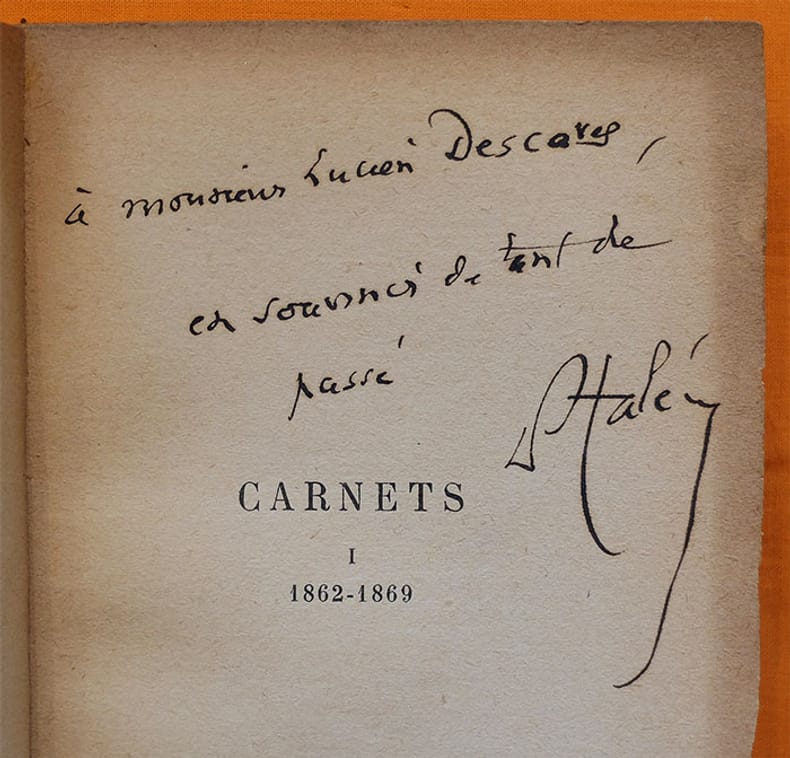 à monsieur Lucien Descaves,
en souvenir de tant de
passé
D Halévy
CARNETS
I
1862-1869